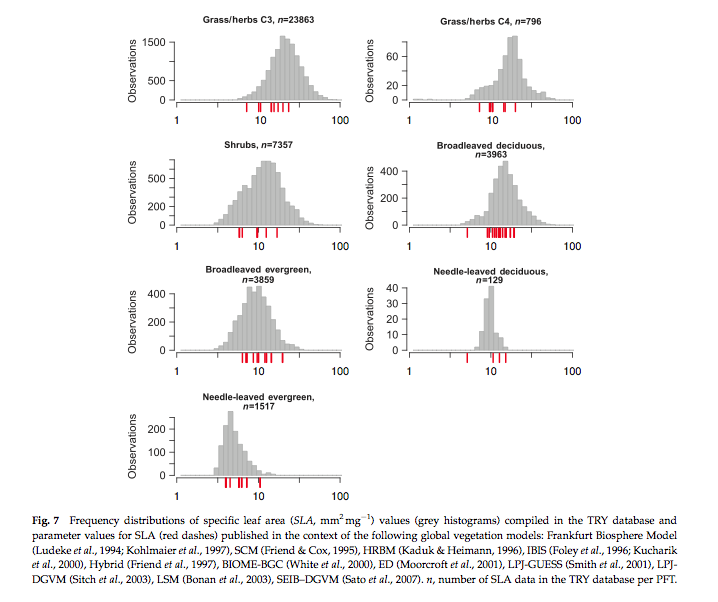 Grass/herbs C3, n=23863
Observations
1500
500
0
1
10
100
Grass/herbs C4, n=796
Observations
60
20
0
1
10
100
Shrubs, n=7357
Observations
500
200
0
1
10
100
Broadleaved deciduous,
n=3963
Observations
400
200
0
1
10
100
Broadleaved evergreen,
n=3859
Observations
400
200
0
1
10
100
Needle-leaved deciduous,
n=129
Observations
40
30
20
10
0
1
10
100
Needle-leaved evergreen,
n=1517
Observations
200
100
0
1
10
100
Fig. 7 Frequency distributions of specific leaf area (SLA, mm² mg⁻¹) values (grey histograms) compiled in the TRY database and
parameter values for SLA (red dashes) published in the context of the following global vegetation models: Frankfurt Biosphere Model
(Ludeke et al., 1994; Kohlmaier et al., 1997), SCM (Friend & Cox, 1995), HRBM (Kaduk & Heimann, 1996), IBIS (Foley et al., 1996; Kucharik
et al., 2000), Hybrid (Friend et al., 1997), BIOME-BGC (White et al., 2000), ED (Moorcroft et al., 2001), LPJ-GUESS (Smith et al., 2001), LPJ-
DGVM (Sitch et al., 2003), LSM (Bonan et al., 2003), SEIB–DGVM (Sato et al., 2007). n, number of SLA data in the TRY database per PFT.